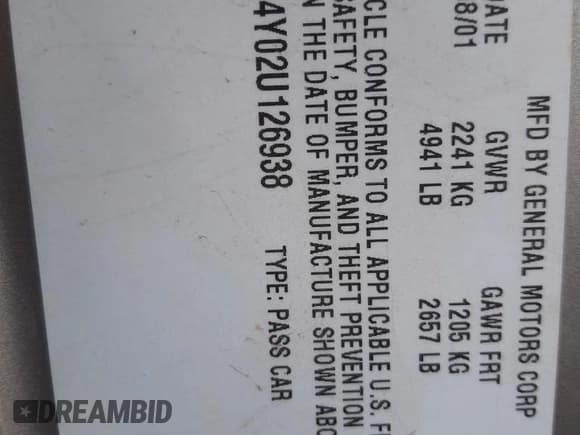 MFD BY GENERAL MOTORS CORP
DATE GVWR GAWR FRT
8/01 2241 KG 1205 KG
4941 LB 2657 LB
CLE CONFORMS TO ALL APPLICABLE U.S. F
SAFETY, BUMPER, AND THEFT PREVENTION
N THE DATE OF MANUFACTURE SHOWN ABO
4Y02U126938 TYPE: PASS CAR
DREAMBID